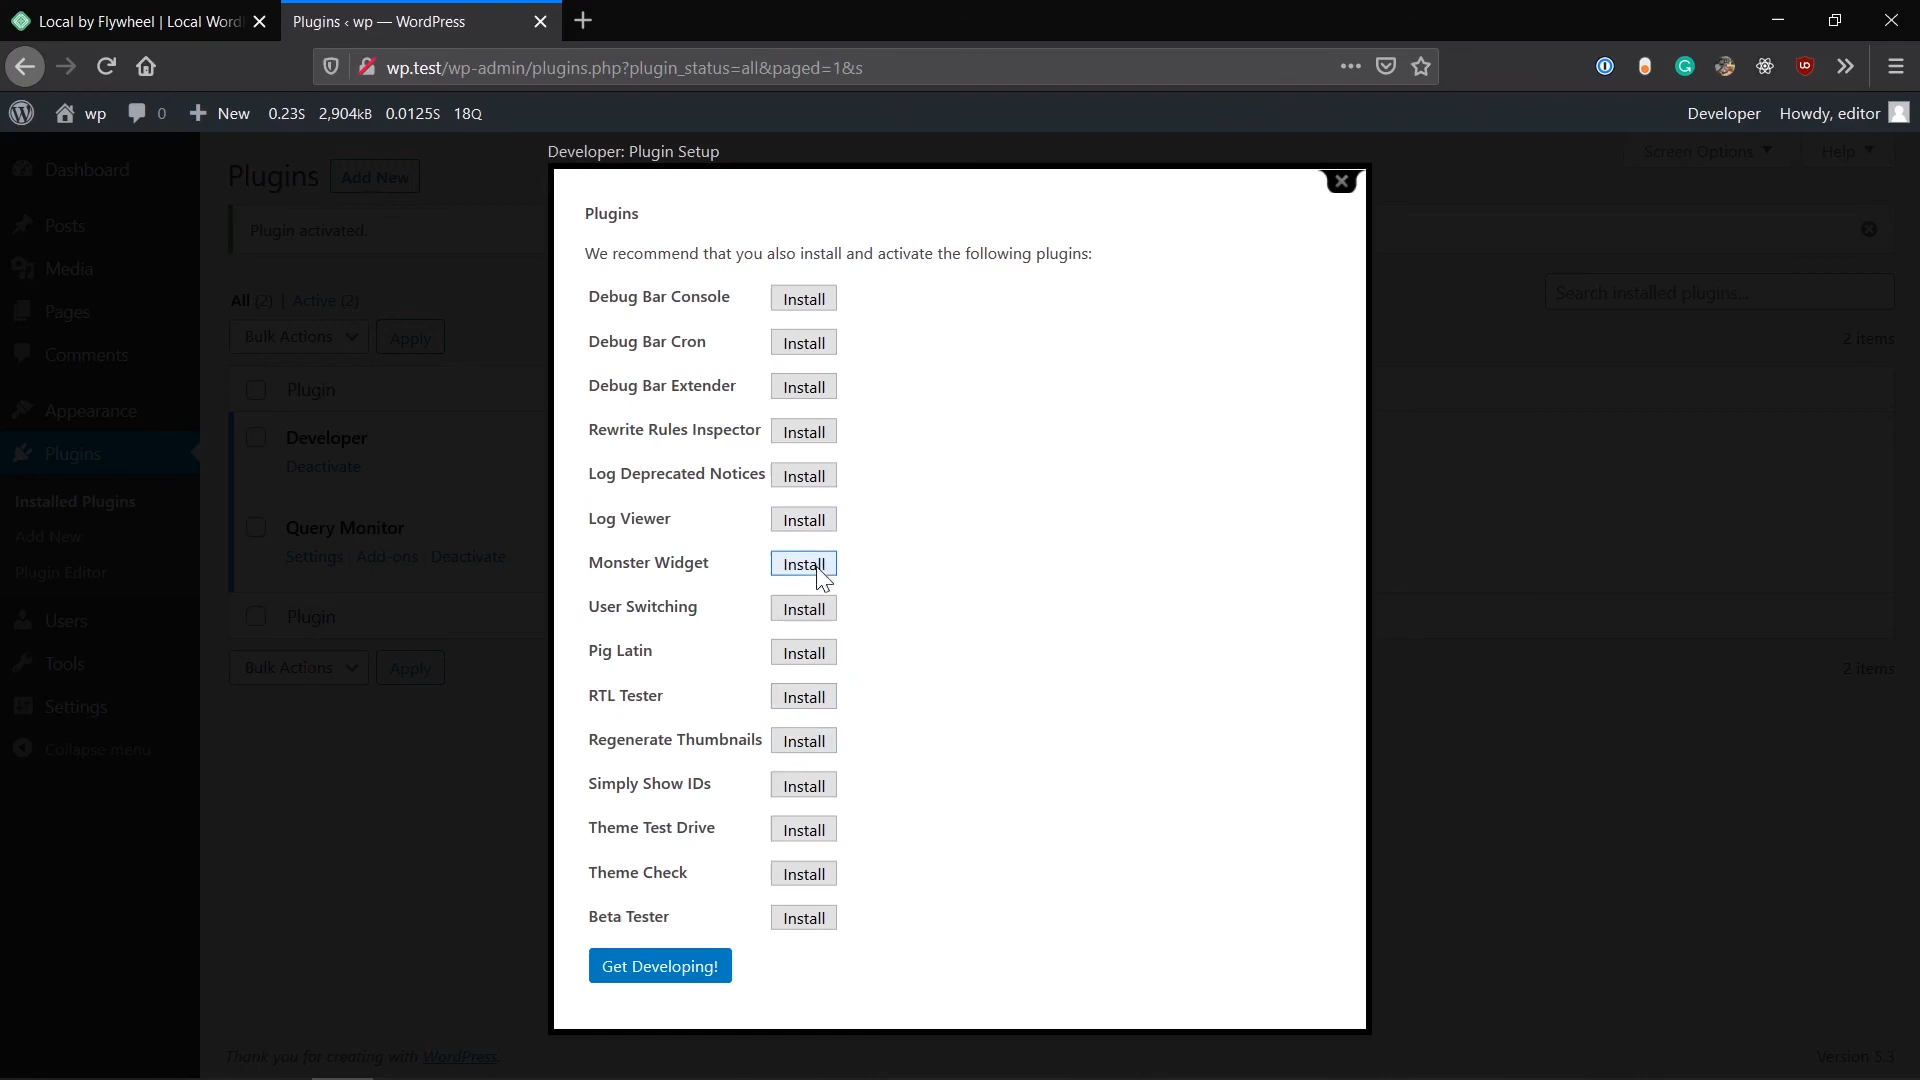 Local by Flywheel | Local Word
Plugins ‹ wp — WordPress
wp.test/wp-admin/plugins.php?plugin_status=all&paged=1&s
wp 0 New 0.23S 2,904KB 0.0125S 18Q
Developer Howdy, editor
Developer: Plugin Setup
Dashboard
Posts
Media
Pages
Comments
Appearance
Plugins
Installed Plugins
Add New
Plugin Editor
Users
Tools
Settings
Collapse menu
Plugins Add New
Screen Options Help
Plugin activated.
All (2) | Active (2)
Search installed plugins...
Bulk Actions Apply
2 items
Plugin
Developer
Deactivate
Query Monitor
Settings | Add-ons | Deactivate
Plugin
Bulk Actions Apply
2 items
Thank you for creating with WordPress.
Version 5.3
Plugins
We recommend that you also install and activate the following plugins:
Debug Bar Console Install
Debug Bar Cron Install
Debug Bar Extender Install
Rewrite Rules Inspector Install
Log Deprecated Notices Install
Log Viewer Install
Monster Widget Install
User Switching Install
Pig Latin Install
RTL Tester Install
Regenerate Thumbnails Install
Simply Show IDs Install
Theme Test Drive Install
Theme Check Install
Beta Tester Install
Get Developing!